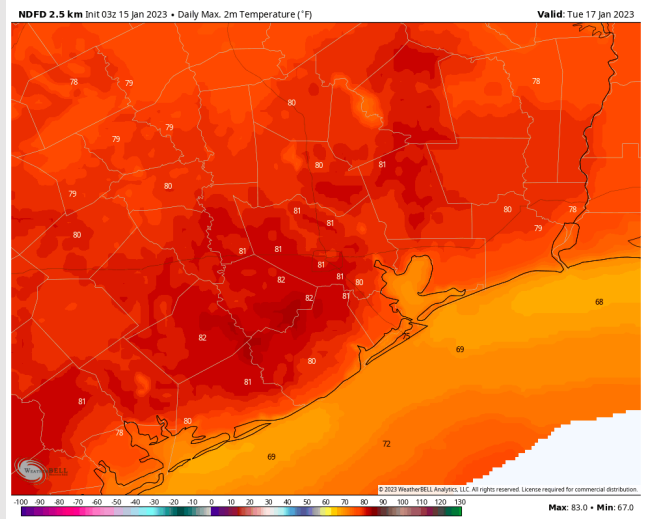 NDFD 2.5 km Init 03z 15 Jan 2023 • Daily Max. 2m Temperature (˚F) Valid: Tue 17 Jan 2023
78 79 80 78
79 79
80 81
79 80
81 80 78
81 79
80 81 81
81
82 81 80
82 81
82 75 68
69
80
81
81
80
78
72
69
WEATHERBELL
© 2023 WeatherBELL Analytics, LLC. All rights reserved. License required for commercial distribution.
-100 -90 -80 -70 -60 -50 -40 -30 -20 -10 0 10 20 30 40 50 60 70 80 90 100 110 120 130
Max: 83.0 • Min: 67.0